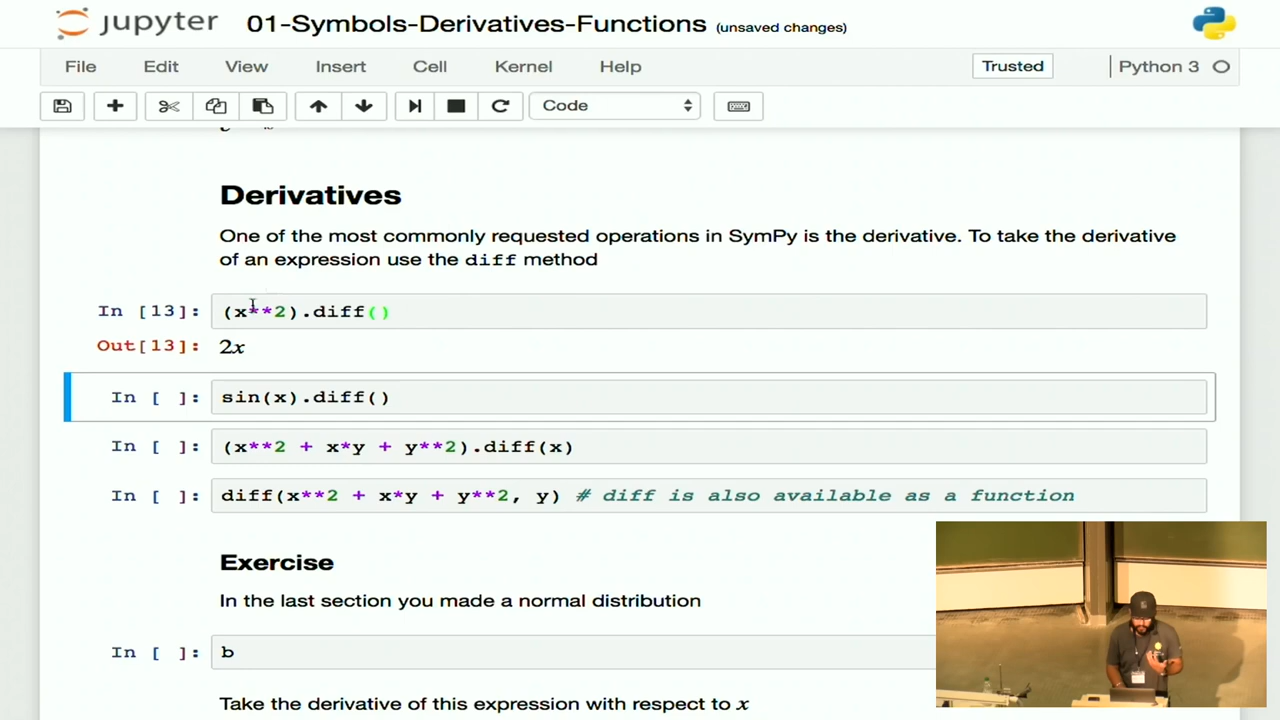 jupyter 01-Symbols-Derivatives-Functions (unsaved changes)
File Edit View Insert Cell Kernel Help Trusted Python 3
Code
Derivatives
One of the most commonly requested operations in SymPy is the derivative. To take the derivative
of an expression use the diff method
In [13]: (x**2).diff()
Out[13]: 2x
In [ ]: sin(x).diff()
In [ ]: (x**2 + x*y + y**2).diff(x)
In [ ]: diff(x**2 + x*y + y**2, y) # diff is also available as a function
Exercise
In the last section you made a normal distribution
In [ ]: b
Take the derivative of this expression with respect to x